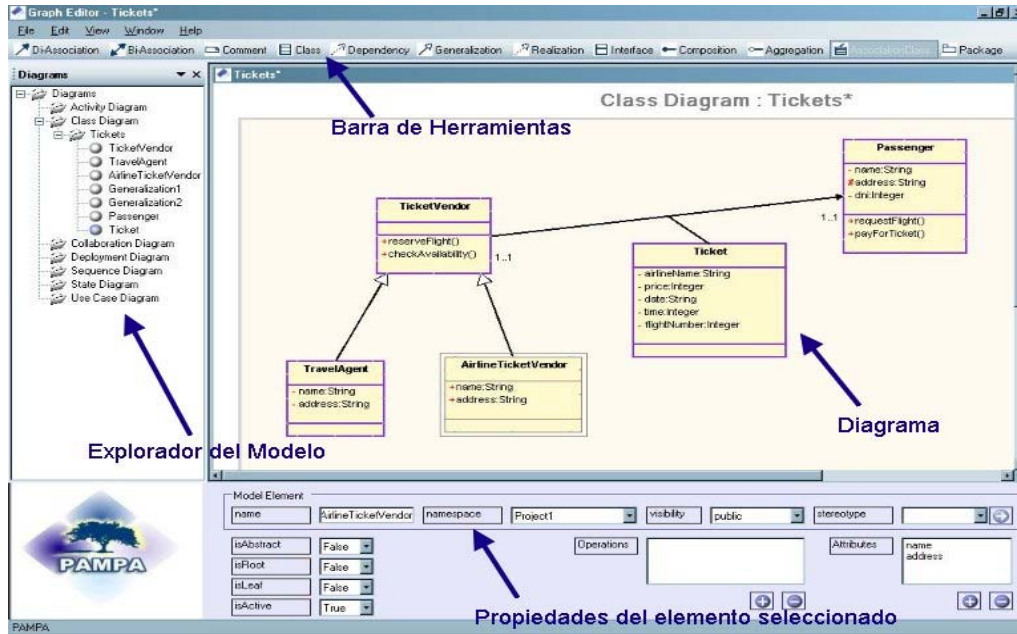 Graph Editor - Tickets*
File Edit View Window Help
Di-Association Bi-Association Comment Class Dependency Generalization Realization Interface Composition Aggregation AssociationClass Package
Diagrams
Diagrams
Activity Diagram
Class Diagram
Tickets
TicketVendor
TravelAgent
AirlineTicketVendor
Generalization1
Generalization2
Passenger
Ticket
Collaboration Diagram
Deployment Diagram
Sequence Diagram
State Diagram
Use Case Diagram
Explorador del Modelo
Tickets*
Class Diagram : Tickets*
Barra de Herramientas
Passenger
- name:String
#address:String
- dni:Integer
+requestFlight()
+payForTicket()
1..1
TicketVendor
+reserveFlight()
+checkAvailability()
1..1
Ticket
- airlineName:String
- price:Integer
- date:String
- time:Integer
- flightNumber:Integer
TravelAgent
- name:String
- address:String
AirlineTicketVendor
+name:String
+address:String
Diagrama
PAMPA
Model Element
name AirlineTicketVendor namespace Project1 visibility public stereotype
isAbstract False Operations Attributes name
address
isRoot False
isLeaf False
isActive True
Propiedades del elemento seleccionado
PAMPA